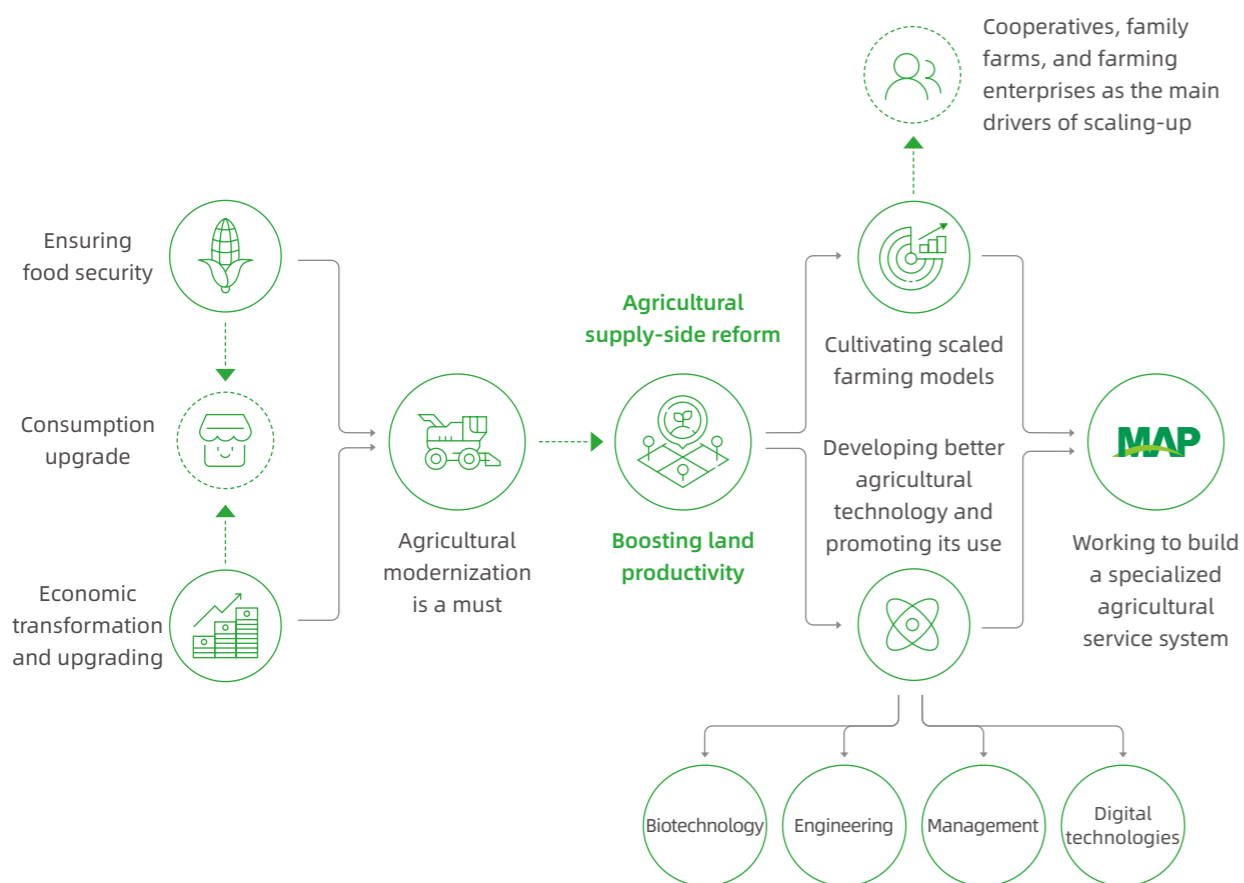 Cooperatives, family
farms, and farming
enterprises as the main
drivers of scaling-up
Ensuring
food security
Consumption
upgrade
Economic
transformation
and upgrading
Agricultural
modernization
is a must
Agricultural
supply-side reform
Boosting land
productivity
Cultivating scaled
farming models
Developing better
agricultural
technology and
promoting its use
MAP
Working to build
a specialized
agricultural
service system
Biotechnology
Engineering
Management
Digital
technologies